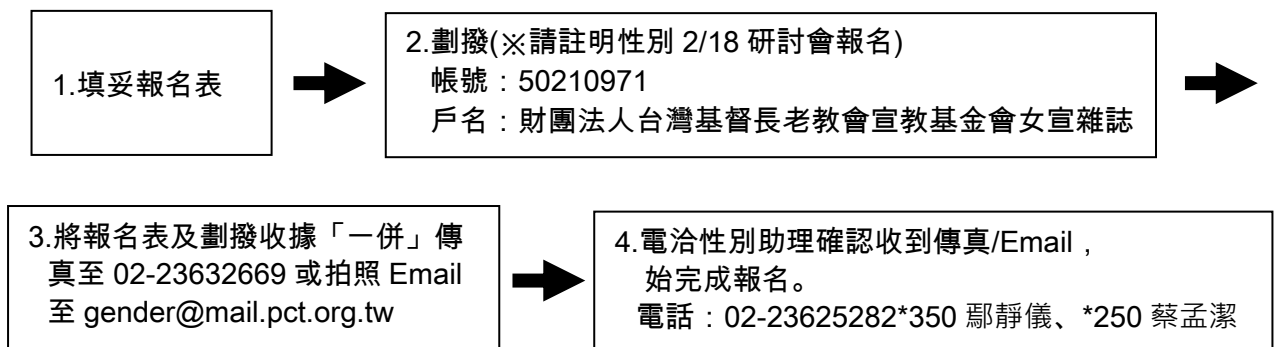 1.填妥報名表
2.劃撥(※請註明性別 2/18 研討會報名)
帳號：50210971
戶名：財團法人台灣基督長老教會宣教基金會女宣雜誌
3.將報名表及劃撥收據「一併」傳
真至 02-23632669 或拍照 Email
至 gender@mail.pct.org.tw
4.電洽性別助理確認收到傳真/Email，
始完成報名。
電話：02-23625282*350 鄢靜儀、*250 蔡孟潔